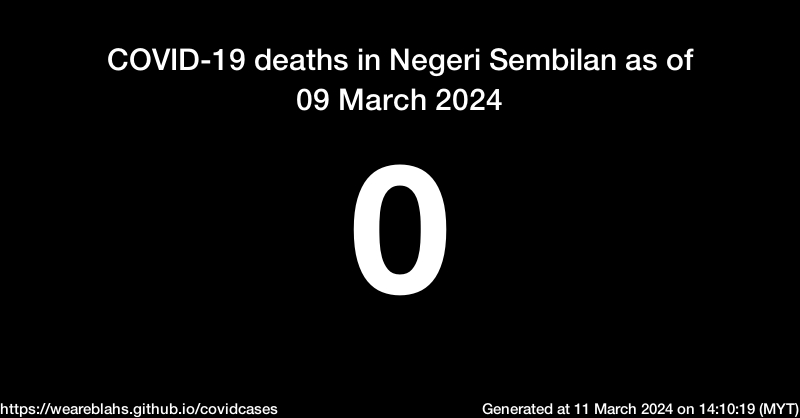 COVID-19 deaths in Negeri Sembilan as of
09 March 2024
0
https://weareblahs.github.io/covidcases
Generated at 11 March 2024 on 14:10:19 (MYT)